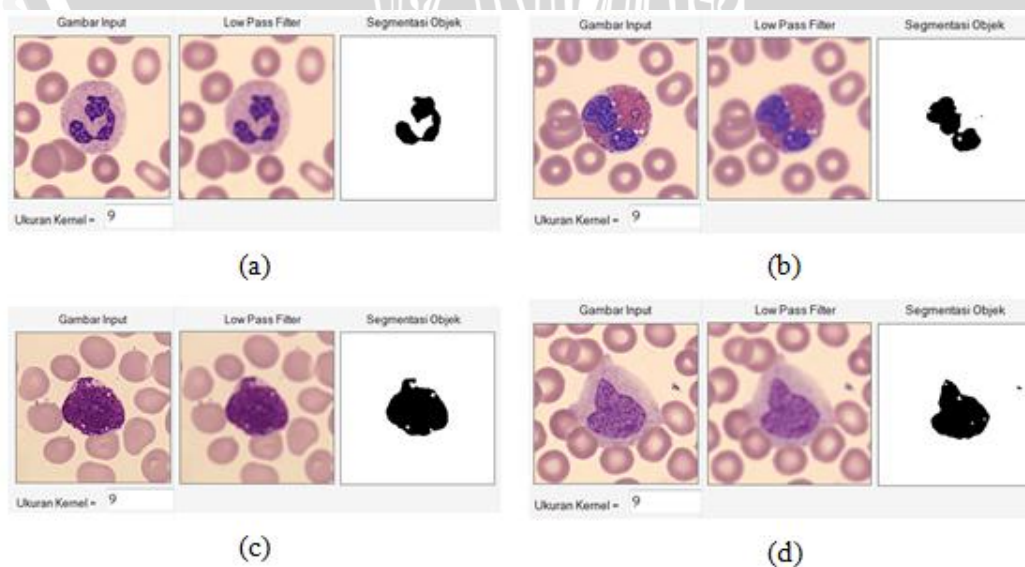 Gambar Input Low Pass Filter Segmentasi Objek
Ukuran Kernel = 9
(a)
Gambar Input Low Pass Filter Segmentasi Objek
Ukuran Kernel = 9
(b)
Gambar Input Low Pass Filter Segmentasi Objek
Ukuran Kernel = 9
(c)
Gambar Input Low Pass Filter Segmentasi Objek
Ukuran Kernel = 9
(d)